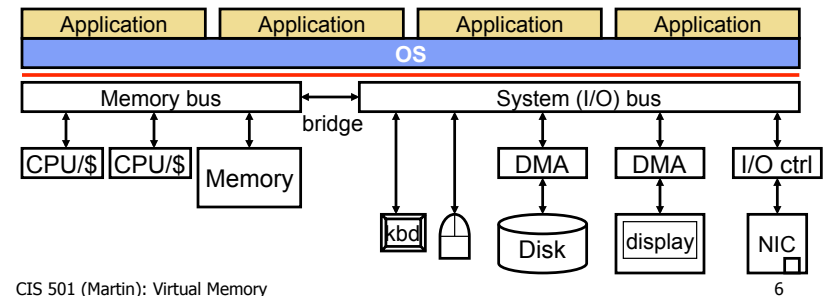 Application Application Application Application
OS
Memory bus System (I/O) bus
bridge
CPU/$ CPU/$ Memory DMA DMA I/O ctrl
kbd Disk display NIC
CIS 501 (Martin): Virtual Memory 6